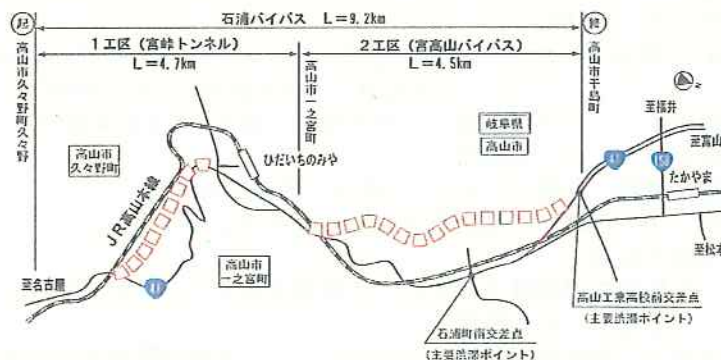 石浦バイパス L=9.2km
起
終
1工区(宮峠トンネル)
L=4.7km
2工区(宮高山バイパス)
L=4.5km
高山市久々野町久々野
高山市一之宮町
高山市千島町
N
岐阜県
高山市
至福井
至富山
41
158
たかやま
ひだいちのみや
高山市
久々野町
JR高山本線
至松本
至名古屋
41
高山市
一之宮町
高山工業高校前交差点
(主要渋滞ポイント)
石浦町南交差点
(主要渋滞ポイント)